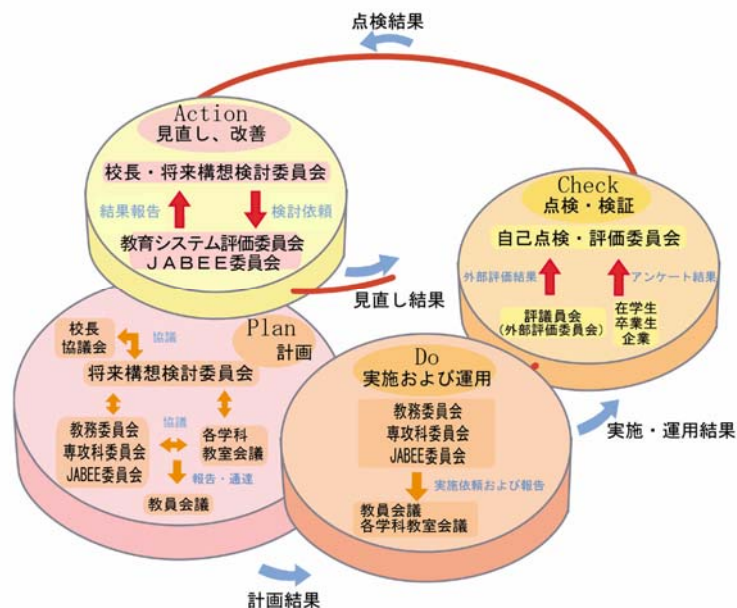 点検結果
Action
見直し、改善
校長・将来構想検討委員会
結果報告
検討依頼
教育システム評価委員会
ＪＡＢＥＥ委員会
見直し結果
Check
点検・検証
自己点検・評価委員会
外部評価結果
アンケート結果
評議員会
(外部評価委員会)
在学生
卒業生
企業
Plan
計画
校長
協議会
協議
将来構想検討委員会
教務委員会
専攻科委員会
JABEE委員会
協議
各学科
教室会議
報告・通達
教員会議
Do
実施および運用
教務委員会
専攻科委員会
JABEE委員会
実施依頼および報告
教員会議
各学科教室会議
実施・運用結果
計画結果